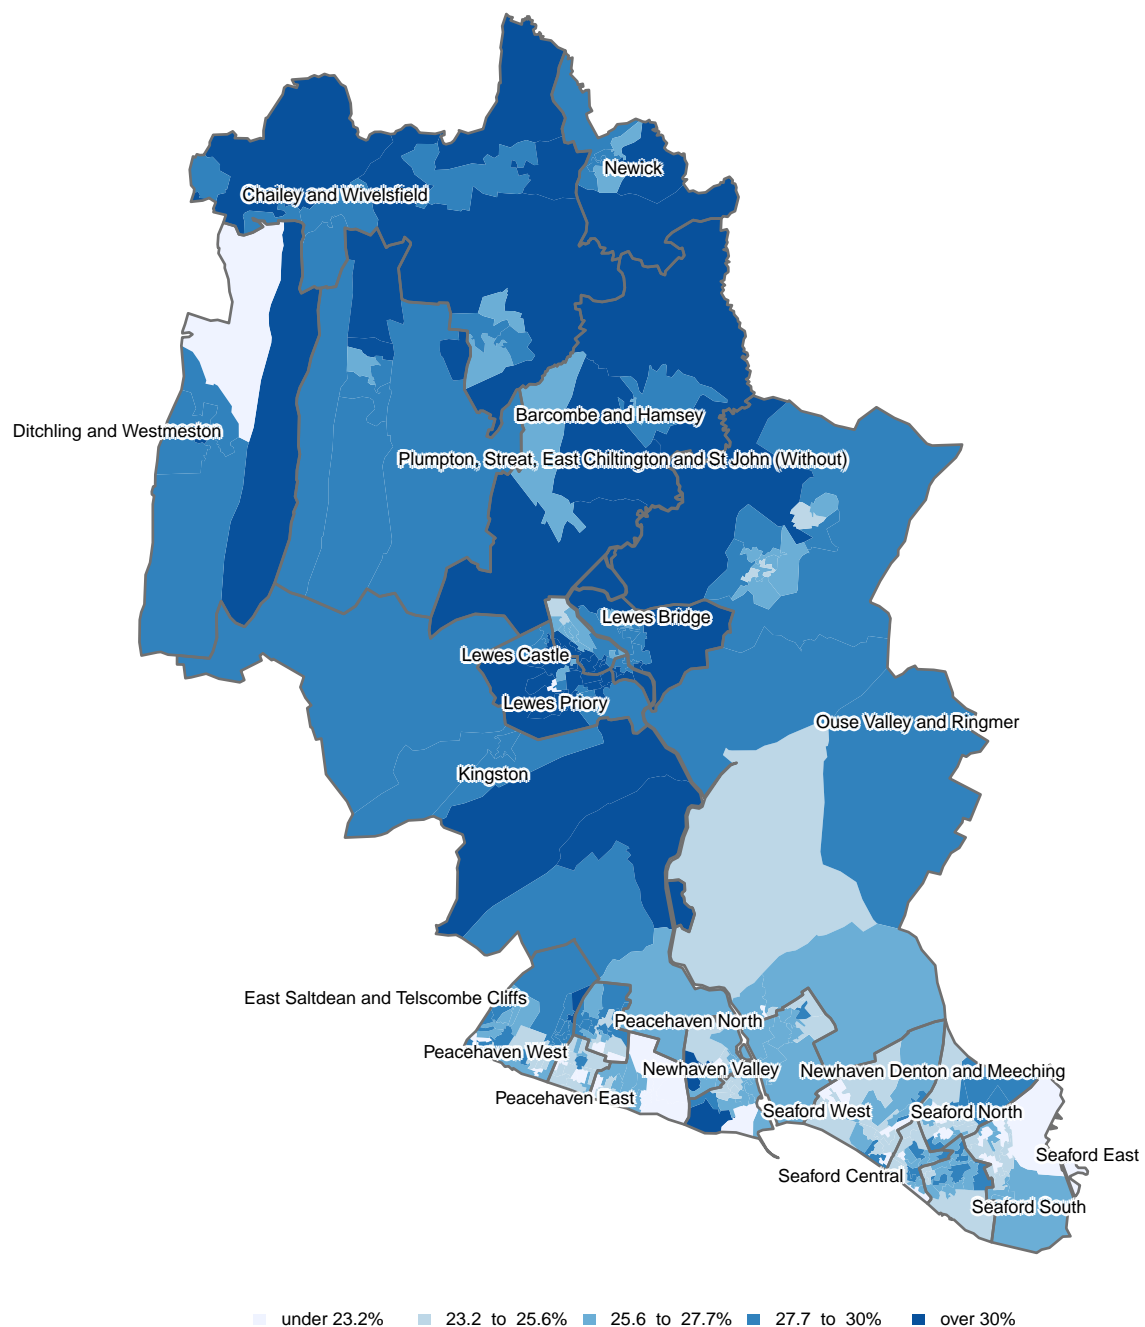 Newick
Chailey and Wivelsfield
Barcombe and Hamsey
Ditchling and Westmeston
Plumpton, Streat, East Chiltington and St John (Without)
Lewes Bridge
Lewes Castle
Lewes Priory
Ouse Valley and Ringmer
Kingston
East Saltdean and Telscombe Cliffs
Peacehaven North
Peacehaven West
Newhaven Valley
Newhaven Denton and Meeching
Peacehaven East
Seaford West
Seaford North
Seaford East
Seaford Central
Seaford South
under 23.2% 23.2 to 25.6% 25.6 to 27.7% 27.7 to 30% over 30%